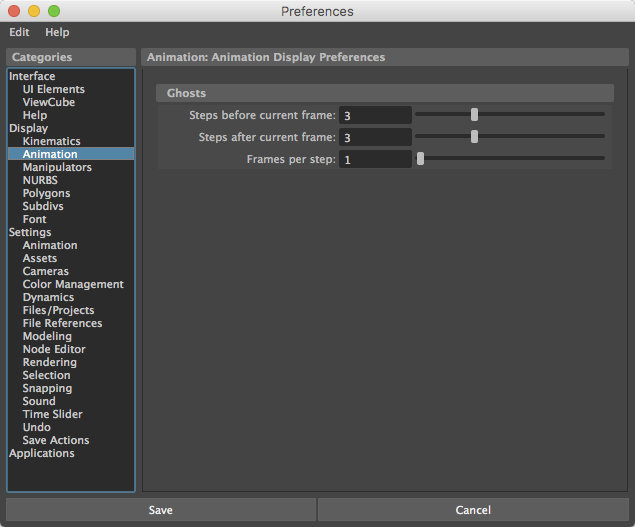 Preferences
Edit Help
Categories
Interface
UI Elements
ViewCube
Help
Display
Kinematics
Animation
Manipulators
NURBS
Polygons
Subdivs
Font
Settings
Animation
Assets
Cameras
Color Management
Dynamics
Files/Projects
File References
Modeling
Node Editor
Rendering
Selection
Snapping
Sound
Time Slider
Undo
Save Actions
Applications
Animation: Animation Display Preferences
Ghosts
Steps before current frame: 3
Steps after current frame: 3
Frames per step: 1
Save Cancel